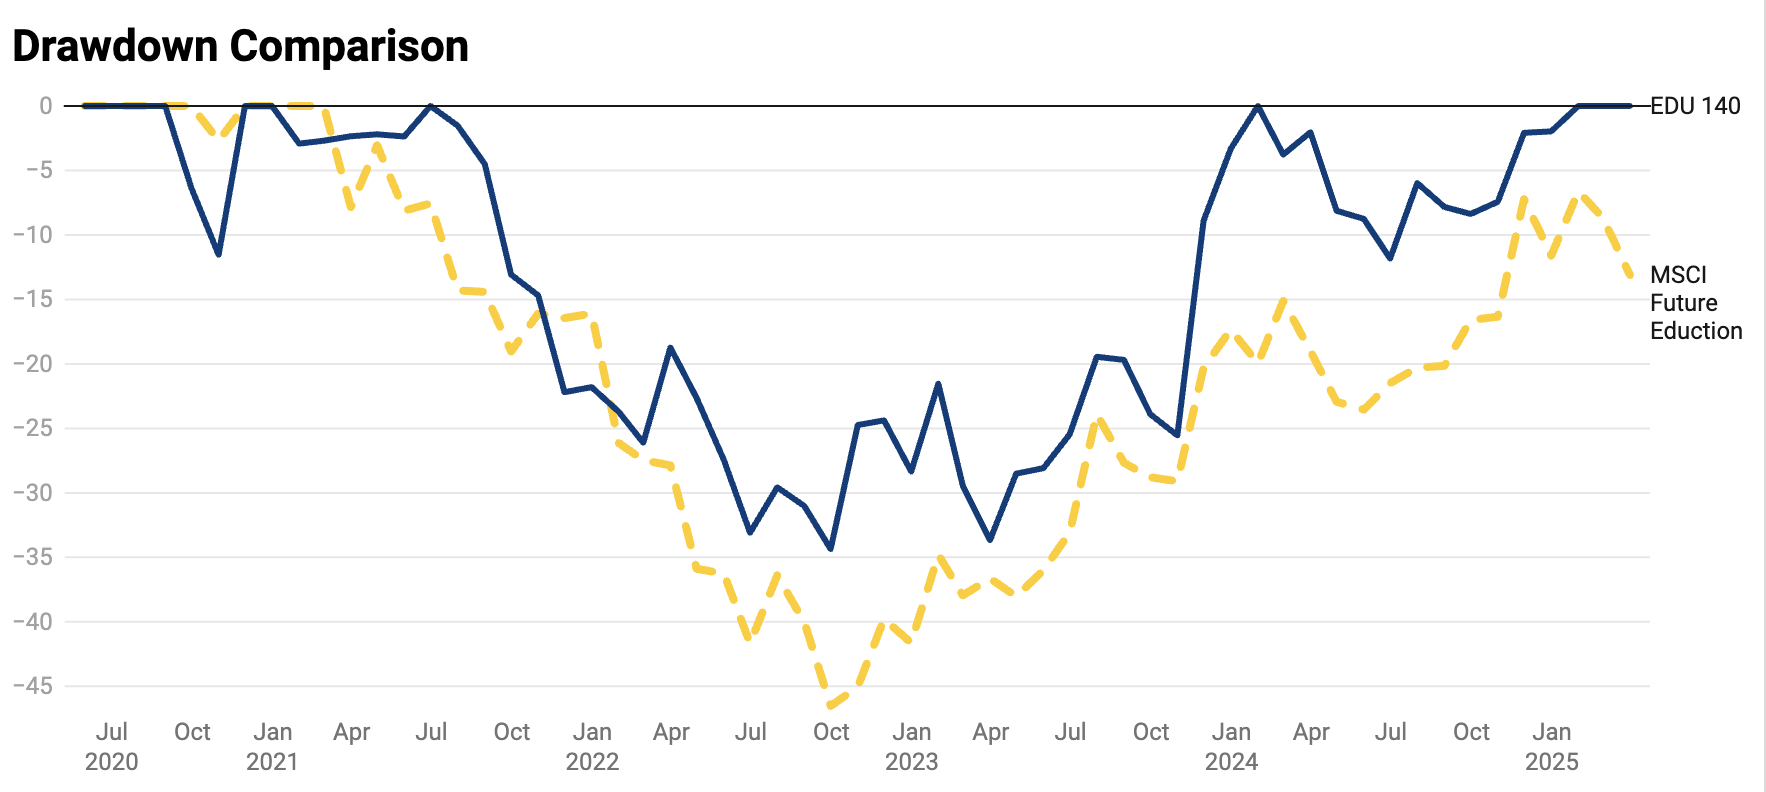 Drawdown Comparison
0
−5
−10
−15
−20
−25
−30
−35
−40
−45
EDU 140
MSCI
Future
Eduction
Jul Oct Jan Apr Jul Oct Jan Apr Jul Oct Jan Apr Jul Oct Jan Apr Jul Oct Jan
2020 2021 2022 2023 2024 2025